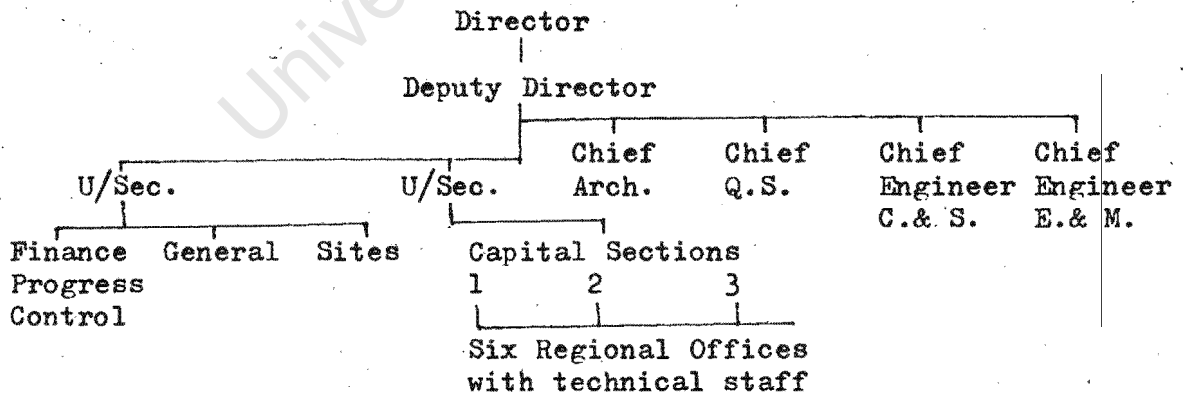 Director
Deputy Director
Chief Arch.
Chief Q.S.
Chief Engineer C.& S.
Chief Engineer E.& M.
U/Sec.
U/Sec.
Finance Progress Control
General
Sites
Capital Sections
1 2 3
Six Regional Offices
with technical staff